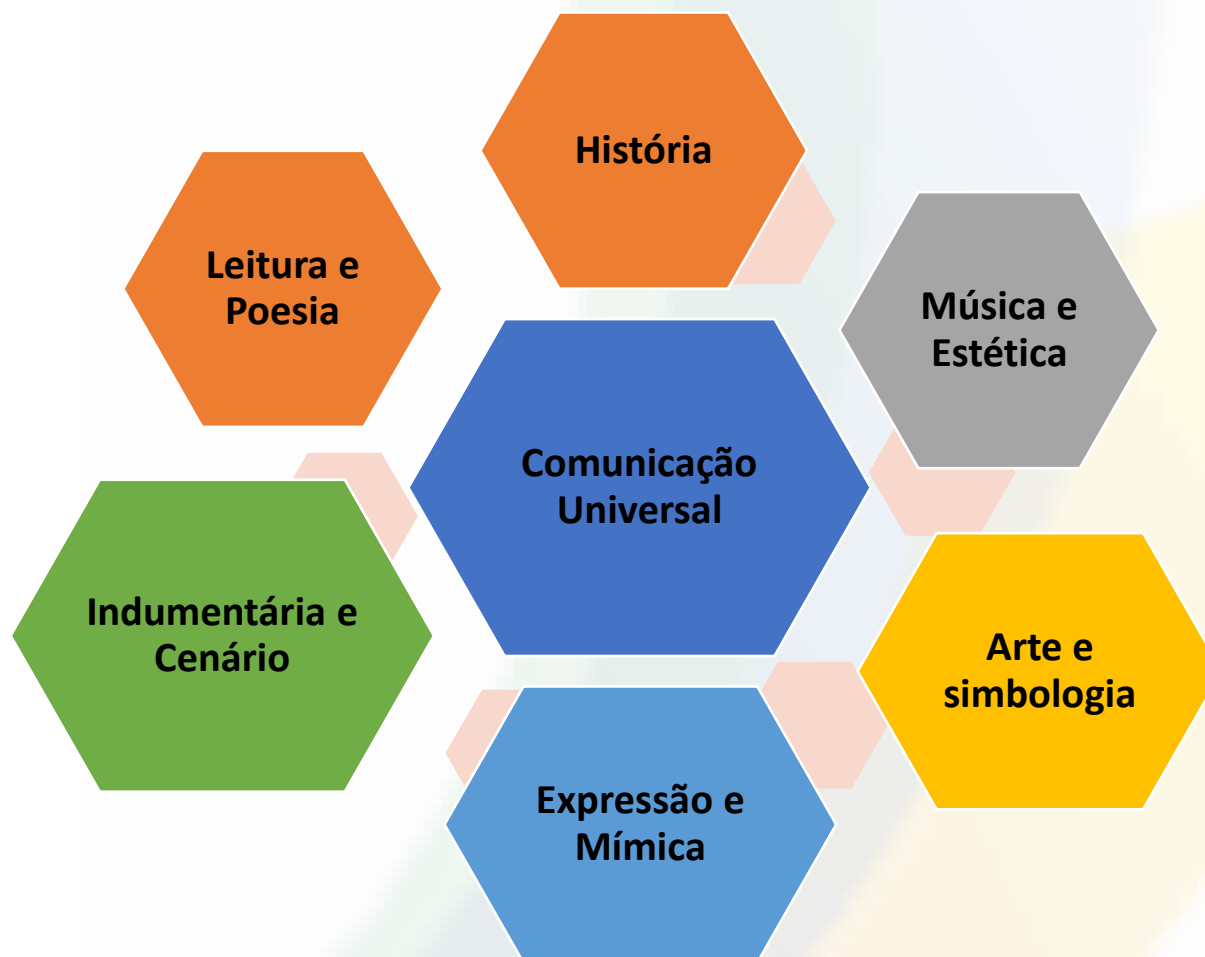 História
Leitura e
Poesia
Música e
Estética
Comunicação
Universal
Indumentária e
Cenário
Arte e
simbologia
Expressão e
Mímica